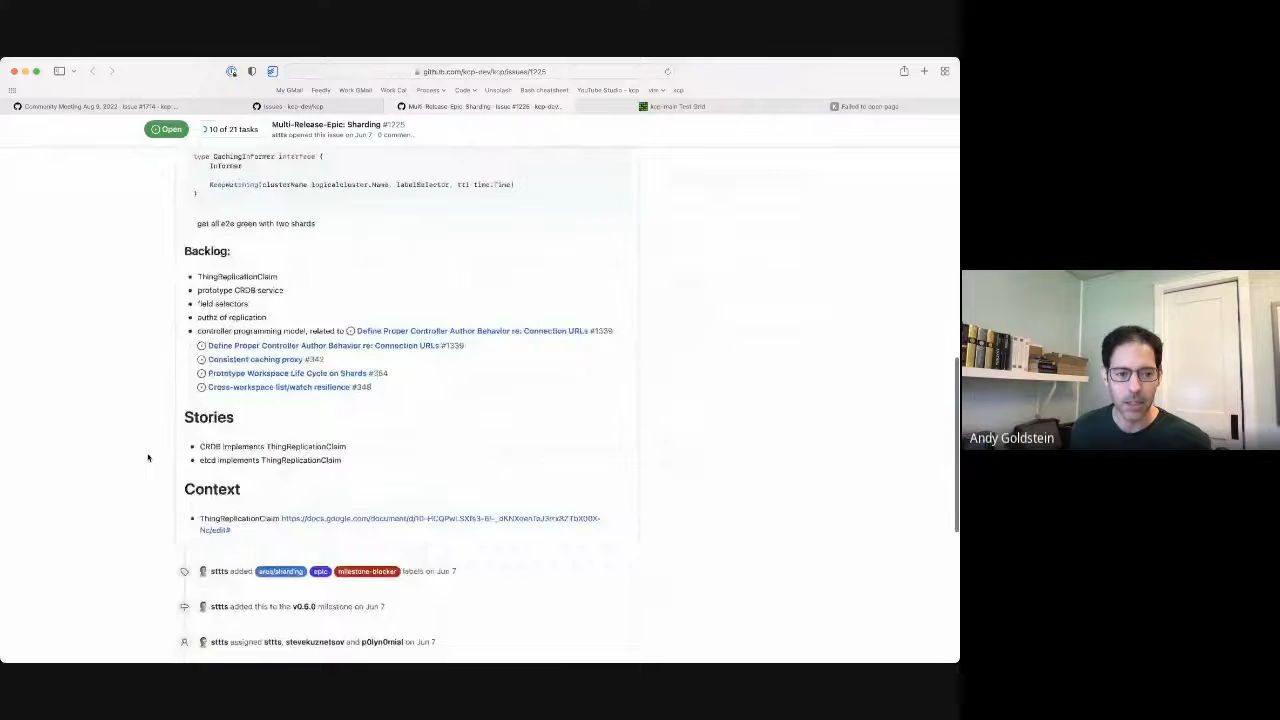 github.com/kcp-dev/kcp/issues/1225
My GMail Feedly Work GMail Work Cal Process Code Unsplash Bash cheatsheet YouTube Studio - kcp vim kcp
Community Meeting Aug 9, 2022 · Issue #1714 · kcp-...
Issues · kcp-dev/kcp
Multi-Release-Epic: Sharding · Issue #1225 · kcp-dev...
kcp-main Test Grid
Failed to open page
Open
10 of 21 tasks
Multi-Release-Epic: Sharding #1225
sttts opened this issue on Jun 7 · 0 commen...
type CachingInformer interface {
Informer
KeepWatching(clusterName logicalcluster.Name, labelSelector, ttl time.Time)
}
get all e2e green with two shards
Backlog:
ThingReplicationClaim
prototype CRDB service
field selectors
authz of replication
controller programming model, related to Define Proper Controller Author Behavior re: Connection URLs #1339
Define Proper Controller Author Behavior re: Connection URLs #1339
Consistent caching proxy #342
Prototype Workspace Life Cycle on Shards #354
Cross-workspace list/watch resilience #348
Stories
CRDB implements ThingReplicationClaim
etcd implements ThingReplicationClaim
Context
ThingReplicationClaim
sttts added area/sharding epic milestone-blocker labels on Jun 7
sttts added this to the v0.6.0 milestone on Jun 7
sttts assigned sttts, stevekuznetsov and p0lyn0mial on Jun 7
Andy Goldstein